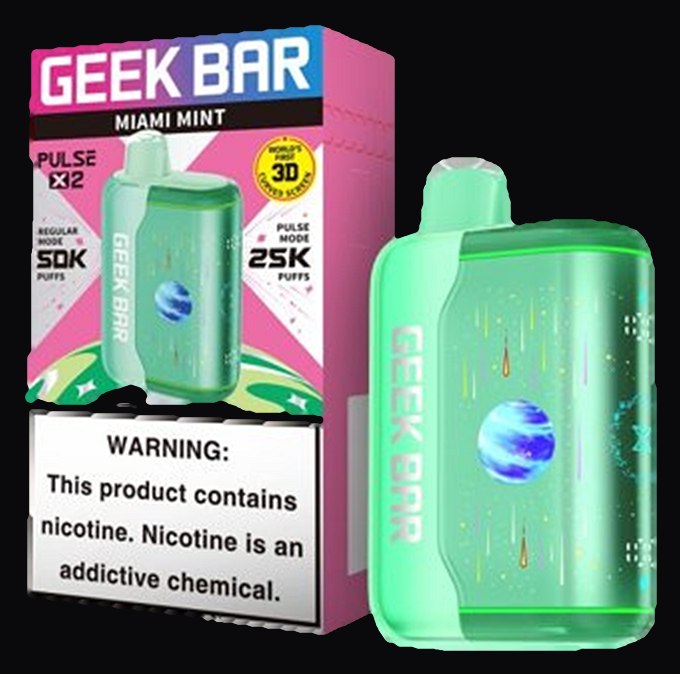 GEEK BAR
MIAMI MINT
PULSE
X2
WORLD'S
FIRST
3D
CURVED SCREEN
REGULAR
MODE
50K
PUFFS
PULSE
MODE
25K
PUFFS
GEEK BAR
WARNING:
This product contains
nicotine. Nicotine is an
addictive chemical.
GEEK BAR